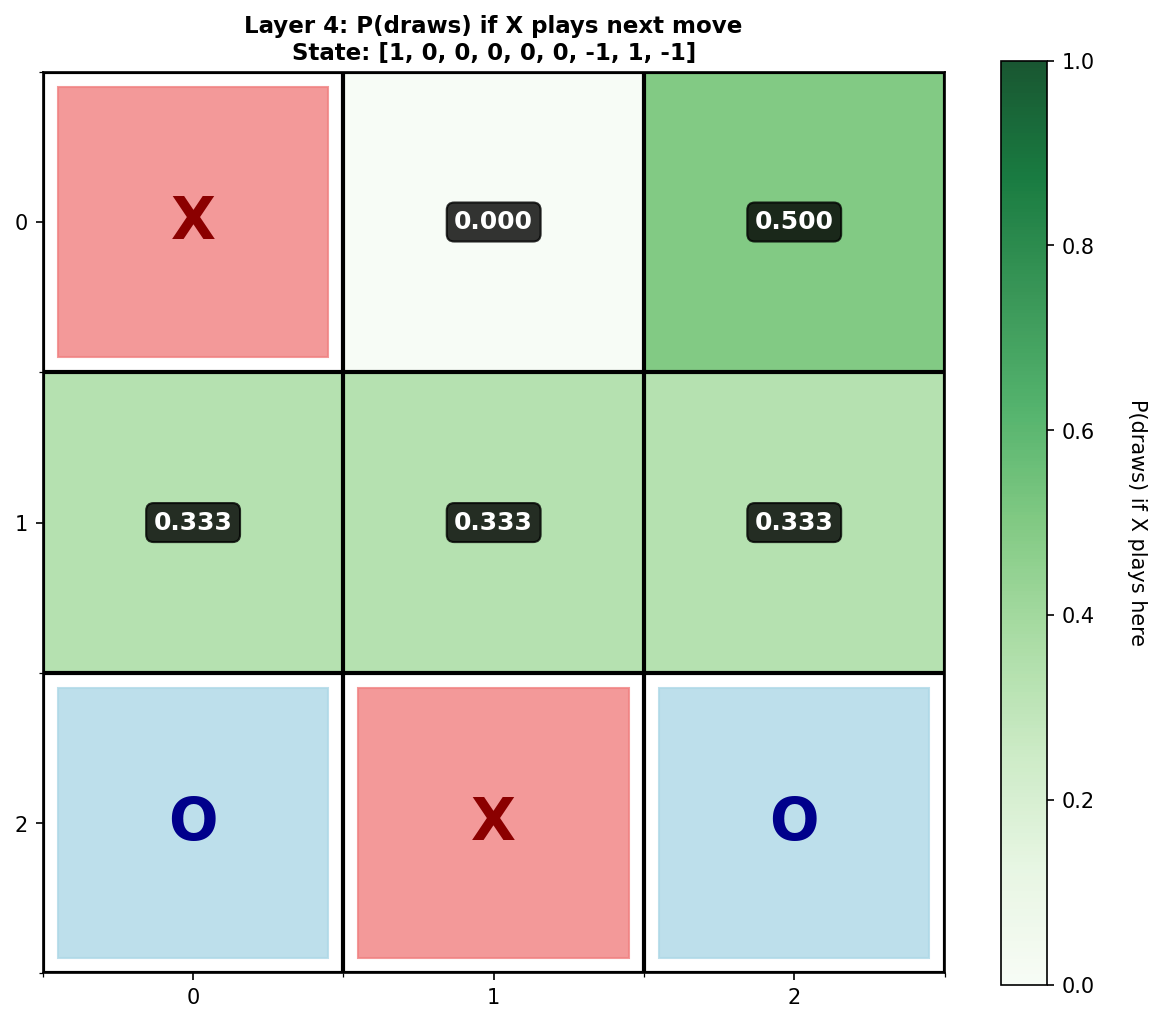 Layer 4: P(draws) if X plays next move
State: [1, 0, 0, 0, 0, 0, -1, 1, -1]
X
0.000
0.500
0.333
0.333
0.333
O
X
O
0
1
2
0
1
2
1.0
0.8
0.6
0.4
0.2
0.0
P(draws) if X plays here